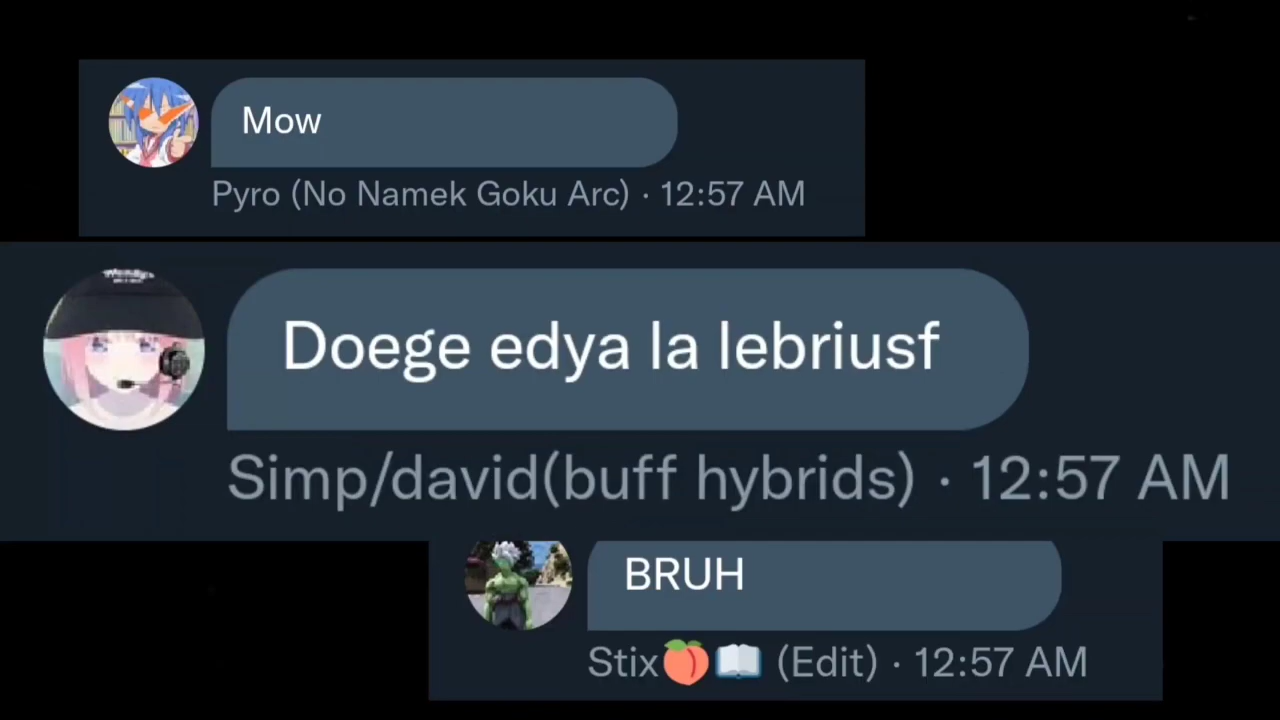 Mow
Pyro (No Namek Goku Arc) · 12:57 AM
Doege edya la lebriusf
Simp/david(buff hybrids) · 12:57 AM
BRUH
Stix🍑📖 (Edit) · 12:57 AM